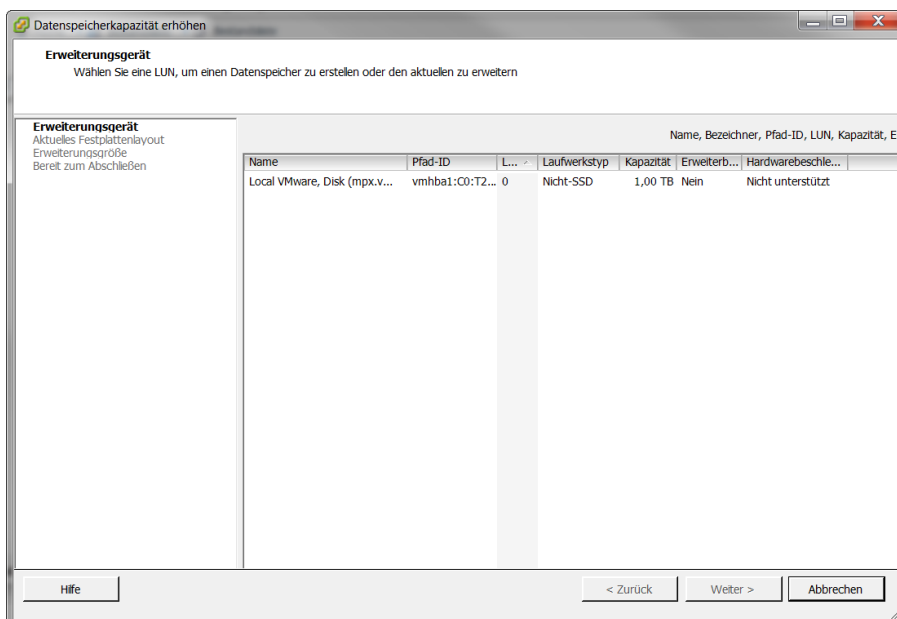 Datenspeicherkapazität erhöhen
Erweiterungsgerät
Wählen Sie eine LUN, um einen Datenspeicher zu erstellen oder den aktuellen zu erweitern
Erweiterungsgerät
Aktuelles Festplattenlayout
Erweiterungsgröße
Bereit zum Abschließen
Name, Bezeichner, Pfad-ID, LUN, Kapazität, E
Name Pfad-ID L... Laufwerkstyp Kapazität Erweiterb... Hardwarebeschle...
Local VMware, Disk (mpx.v... vmhba1:C0:T2... 0 Nicht-SSD 1,00 TB Nein Nicht unterstützt
Hilfe < Zurück Weiter > Abbrechen